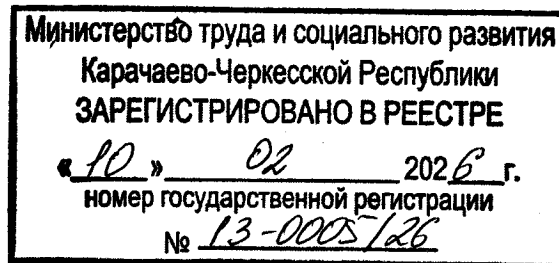 Министерство труда и социального развития
Карачаево-Черкесской Республики
ЗАРЕГИСТРИРОВАНО В РЕЕСТРЕ
«10» 02 2026 г.
номер государственной регистрации
№ 13-0005/26